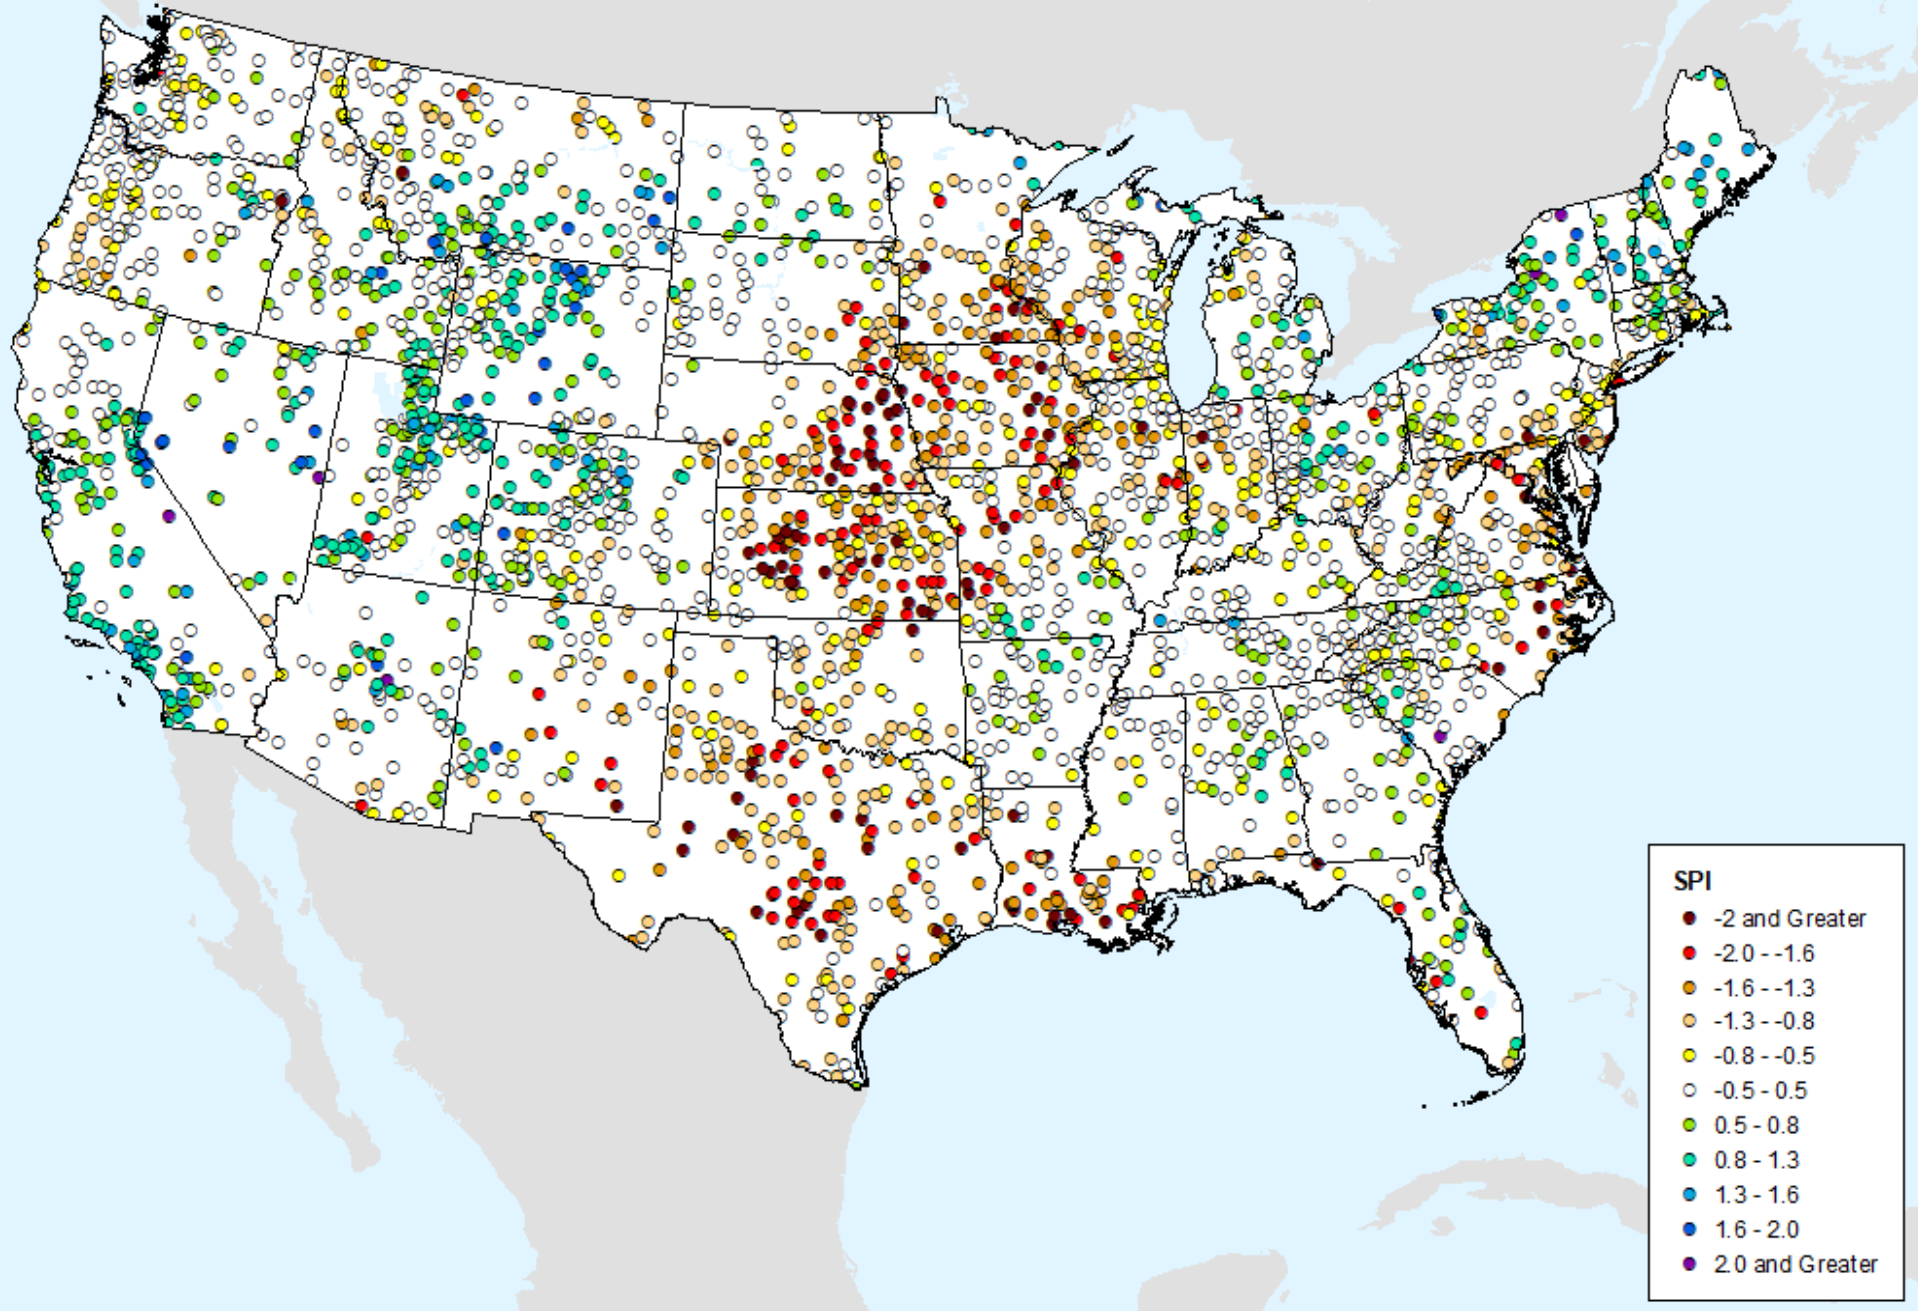 SPI
-2 and Greater
-2.0 - -1.6
-1.6 - -1.3
-1.3 - -0.8
-0.8 - -0.5
-0.5 - 0.5
0.5 - 0.8
0.8 - 1.3
1.3 - 1.6
1.6 - 2.0
2.0 and Greater